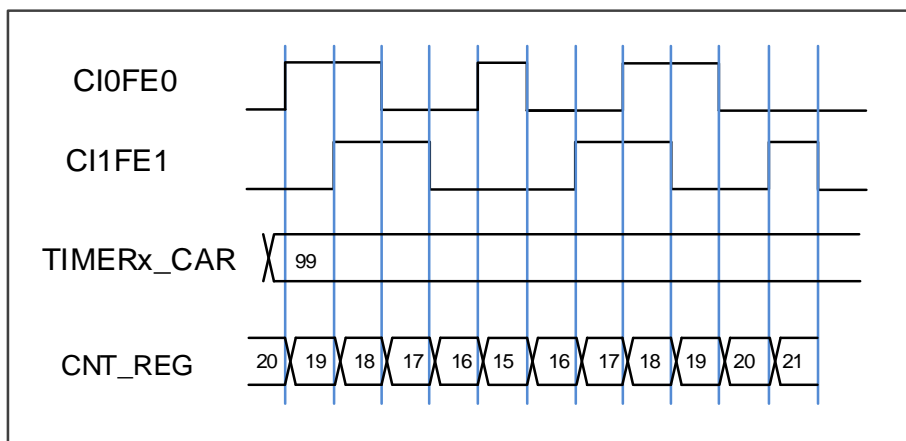 CI0FE0
CI1FE1
TIMERx_CAR 99
CNT_REG 20 19 18 17 16 15 16 17 18 19 20 21